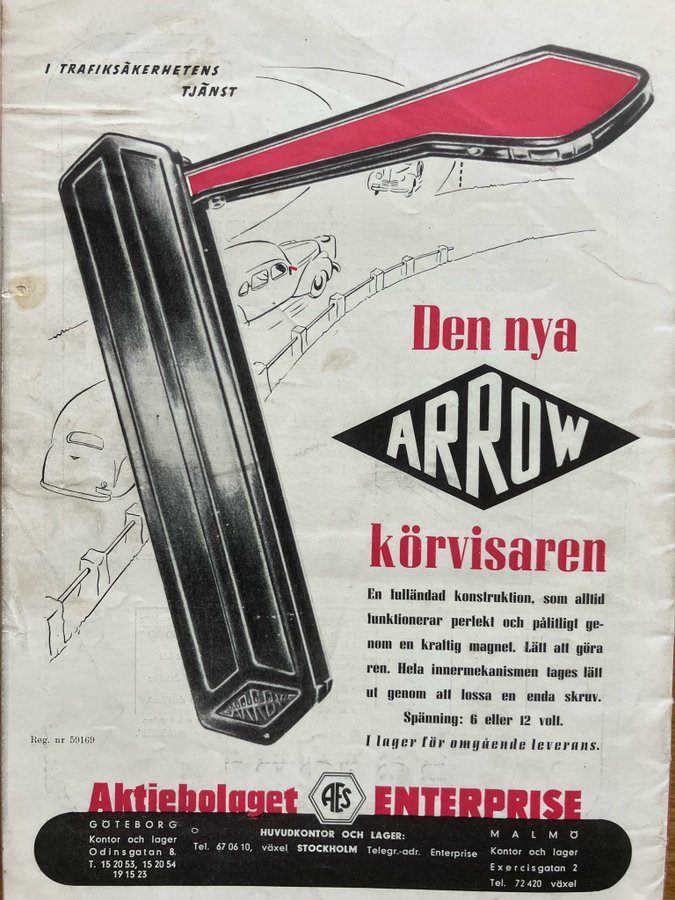 I TRAFIKSÄKERHETENS
TJÄNST
Den nya
ARROW
körvisaren
En fulländad konstruktion, som alltid
funktionerar perfekt och pålitligt ge-
nom en kraftig magnet. Lätt att göra
ren. Hela innermekanismen tages lätt
ut genom att lossa en enda skruv.
Spänning: 6 eller 12 volt.
I lager för omgående leverans.
ARROW
Reg. nr 59169
Aktiebolaget AES ENTERPRISE
GÖTEBORG
Kontor och lager
Odinsgatan 8.
T. 15 20 53, 15 20 54
19 15 23
HUVUDKONTOR OCH LAGER:
Tel. 67 06 10, växel STOCKHOLM Telegr.-adr. Enterprise
MALMÖ
Kontor och lager
Exercisgatan 2
Tel. 72 420 växel